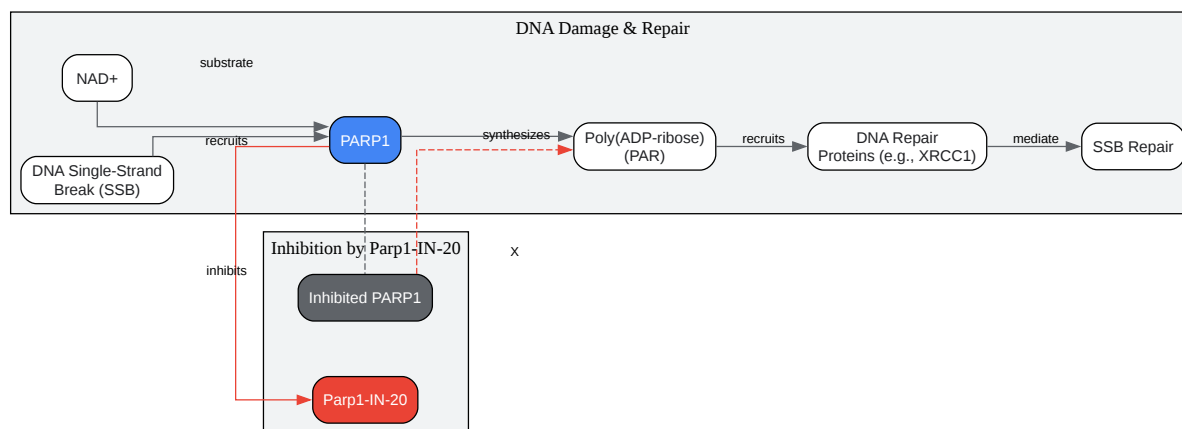 DNA Damage & Repair
NAD+
substrate
PARP1
recruits
synthesizes
DNA Single-Strand
Break (SSB)
Poly(ADP-ribose)
(PAR)
recruits
DNA Repair
Proteins (e.g., XRCC1)
mediate
SSB Repair
Inhibition by Parp1-IN-20
X
inhibits
Inhibited PARP1
Parp1-IN-20